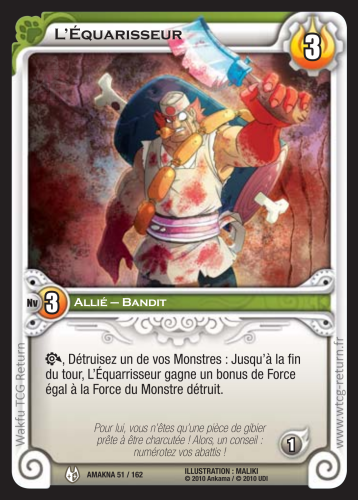 L'Équarisseur
3
Nv 3 Allié – Bandit
, Détruisez un de vos Monstres : Jusqu'à la fin
du tour, L'Équarrisseur gagne un bonus de Force
égal à la Force du Monstre détruit.
Pour lui, vous n'êtes qu'une pièce de gibier
prête à être charcutée ! Alors, un conseil :
numérotez vos abattis !
1
AMAKNA 51 / 162
ILLUSTRATION : MALIKI
© 2010 Ankama / © 2010 UDI
Wakfu TCG Return
www.wtcg-return.fr